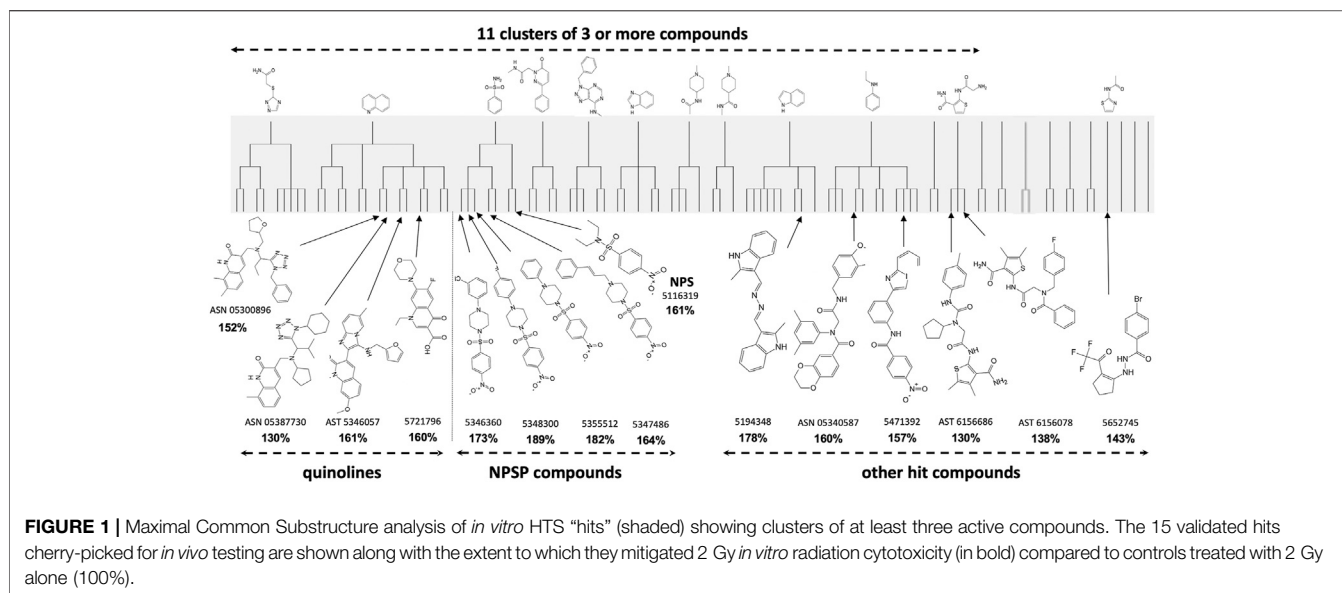 11 clusters of 3 or more compounds
ASN 05300896
152%
NPS
5116319
161%
ASN 05387730
130%
AST 5346057
161%
5721796
160%
5346360
173%
5348300
189%
5355512
182%
5347486
164%
5194348
178%
ASN 05340587
160%
5471392
157%
AST 6156686
130%
AST 6156078
138%
5652745
143%
quinolines
NPSP compounds
other hit compounds
FIGURE 1 | Maximal Common Substructure analysis of in vitro HTS “hits” (shaded) showing clusters of at least three active compounds. The 15 validated hits
cherry-picked for in vivo testing are shown along with the extent to which they mitigated 2 Gy in vitro radiation cytotoxicity (in bold) compared to controls treated with 2 Gy
alone (100%).